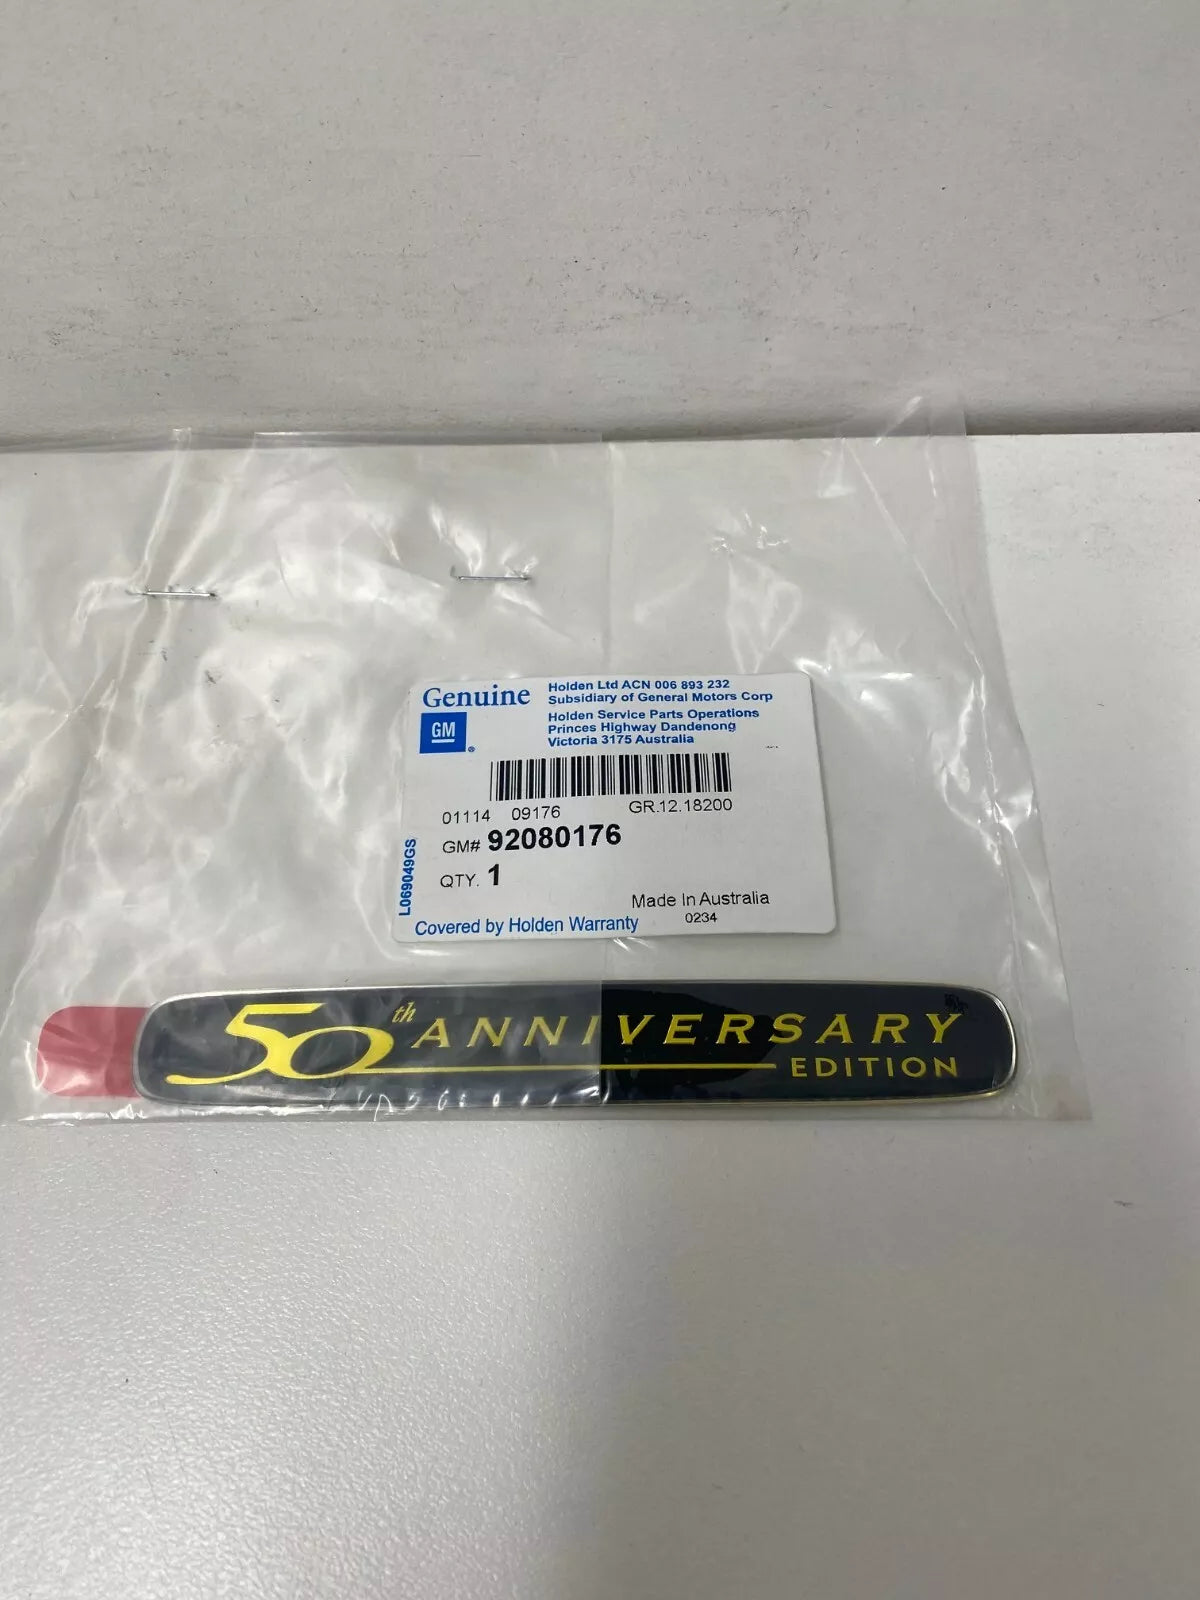 Genuine
GM
Holden Ltd ACN 006 893 232
Subsidiary of General Motors Corp
Holden Service Parts Operations
Princes Highway Dandenong
Victoria 3175 Australia
01114 09176 GR.12.18200
GM# 92080176
QTY. 1
L069049GS
Made In Australia
0234
Covered by Holden Warranty
50th ANNIVERSARY
EDITION